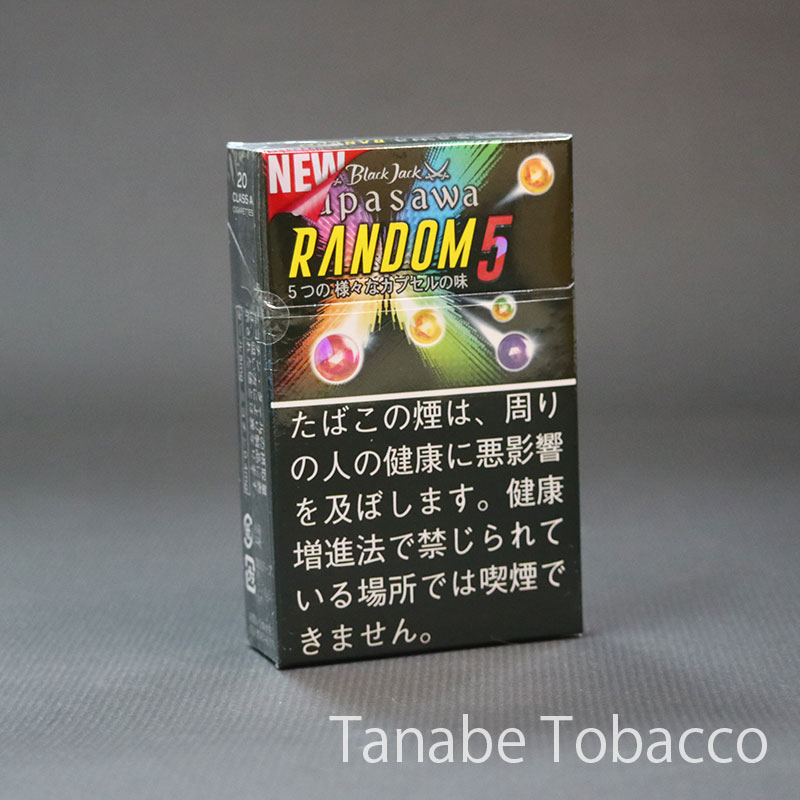 NEW
Black Jack
upasawa
RANDOM 5
5つの様々なカプセルの味
たばこの煙は、周り
の人の健康に悪影響
を及ぼします。健康
増進法で禁じられて
いる場所では喫煙で
きません。
20
CLASS A
CIGARETTES
Tanabe Tobacco